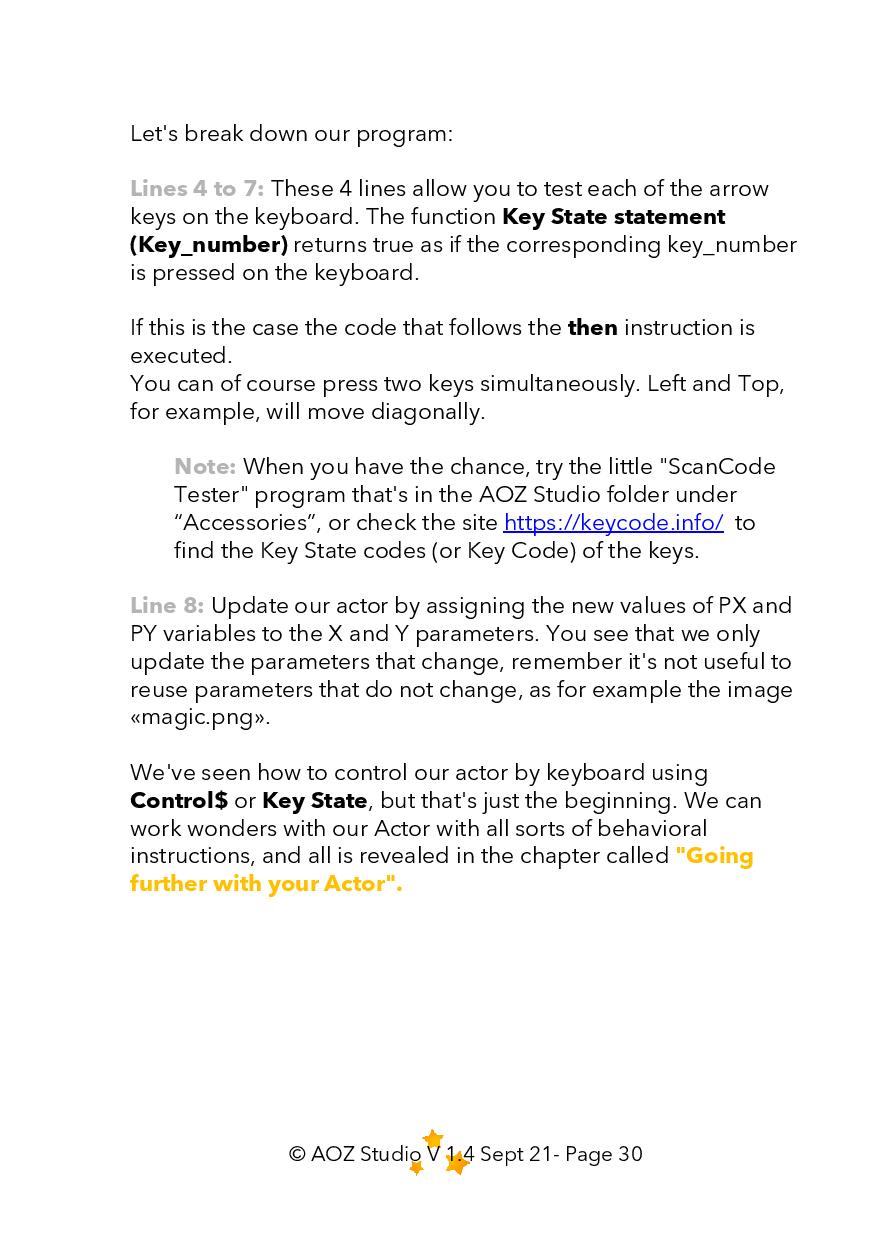 Let's break down our program:
Lines 4 to 7: These 4 lines allow you to test each of the arrow
keys on the keyboard. The function Key State statement
(Key_number) returns true as if the corresponding key_number
is pressed on the keyboard.
If this is the case the code that follows the then instruction is
executed.
You can of course press two keys simultaneously. Left and Top,
for example, will move diagonally.
Note: When you have the chance, try the little "ScanCode
Tester" program that's in the AOZ Studio folder under
“Accessories”, or check the site https://keycode.info/ to
find the Key State codes (or Key Code) of the keys.
Line 8: Update our actor by assigning the new values of PX and
PY variables to the X and Y parameters. You see that we only
update the parameters that change, remember it's not useful to
reuse parameters that do not change, as for example the image
«magic.png».
We've seen how to control our actor by keyboard using
Control$ or Key State, but that's just the beginning. We can
work wonders with our Actor with all sorts of behavioral
instructions, and all is revealed in the chapter called "Going
further with your Actor".
© AOZ Studio V 1.4 Sept 21- Page 30